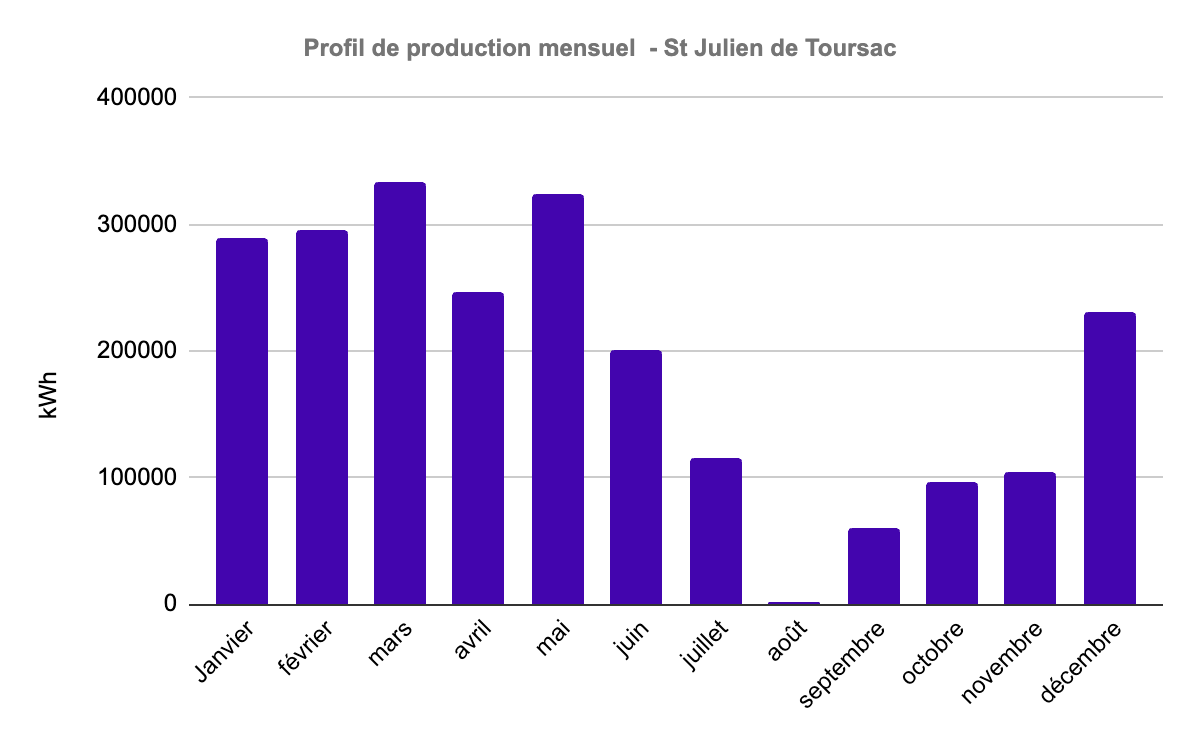 Profil de production mensuel  - St Julien de Toursac
400000
300000
200000
100000
0
kWh
Janvier
février
mars
avril
mai
juin
juillet
août
septembre
octobre
novembre
décembre